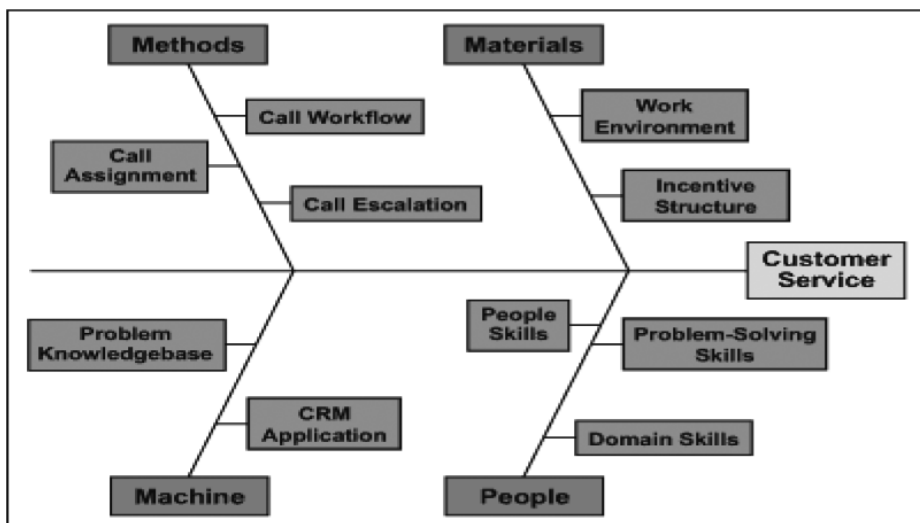 Methods
Materials
Call Workflow
Work
Environment
Call
Assignment
Call Escalation
Incentive
Structure
Customer
Service
Problem
Knowledgebase
People
Skills
Problem-Solving
Skills
CRM
Application
Domain Skills
Machine
People